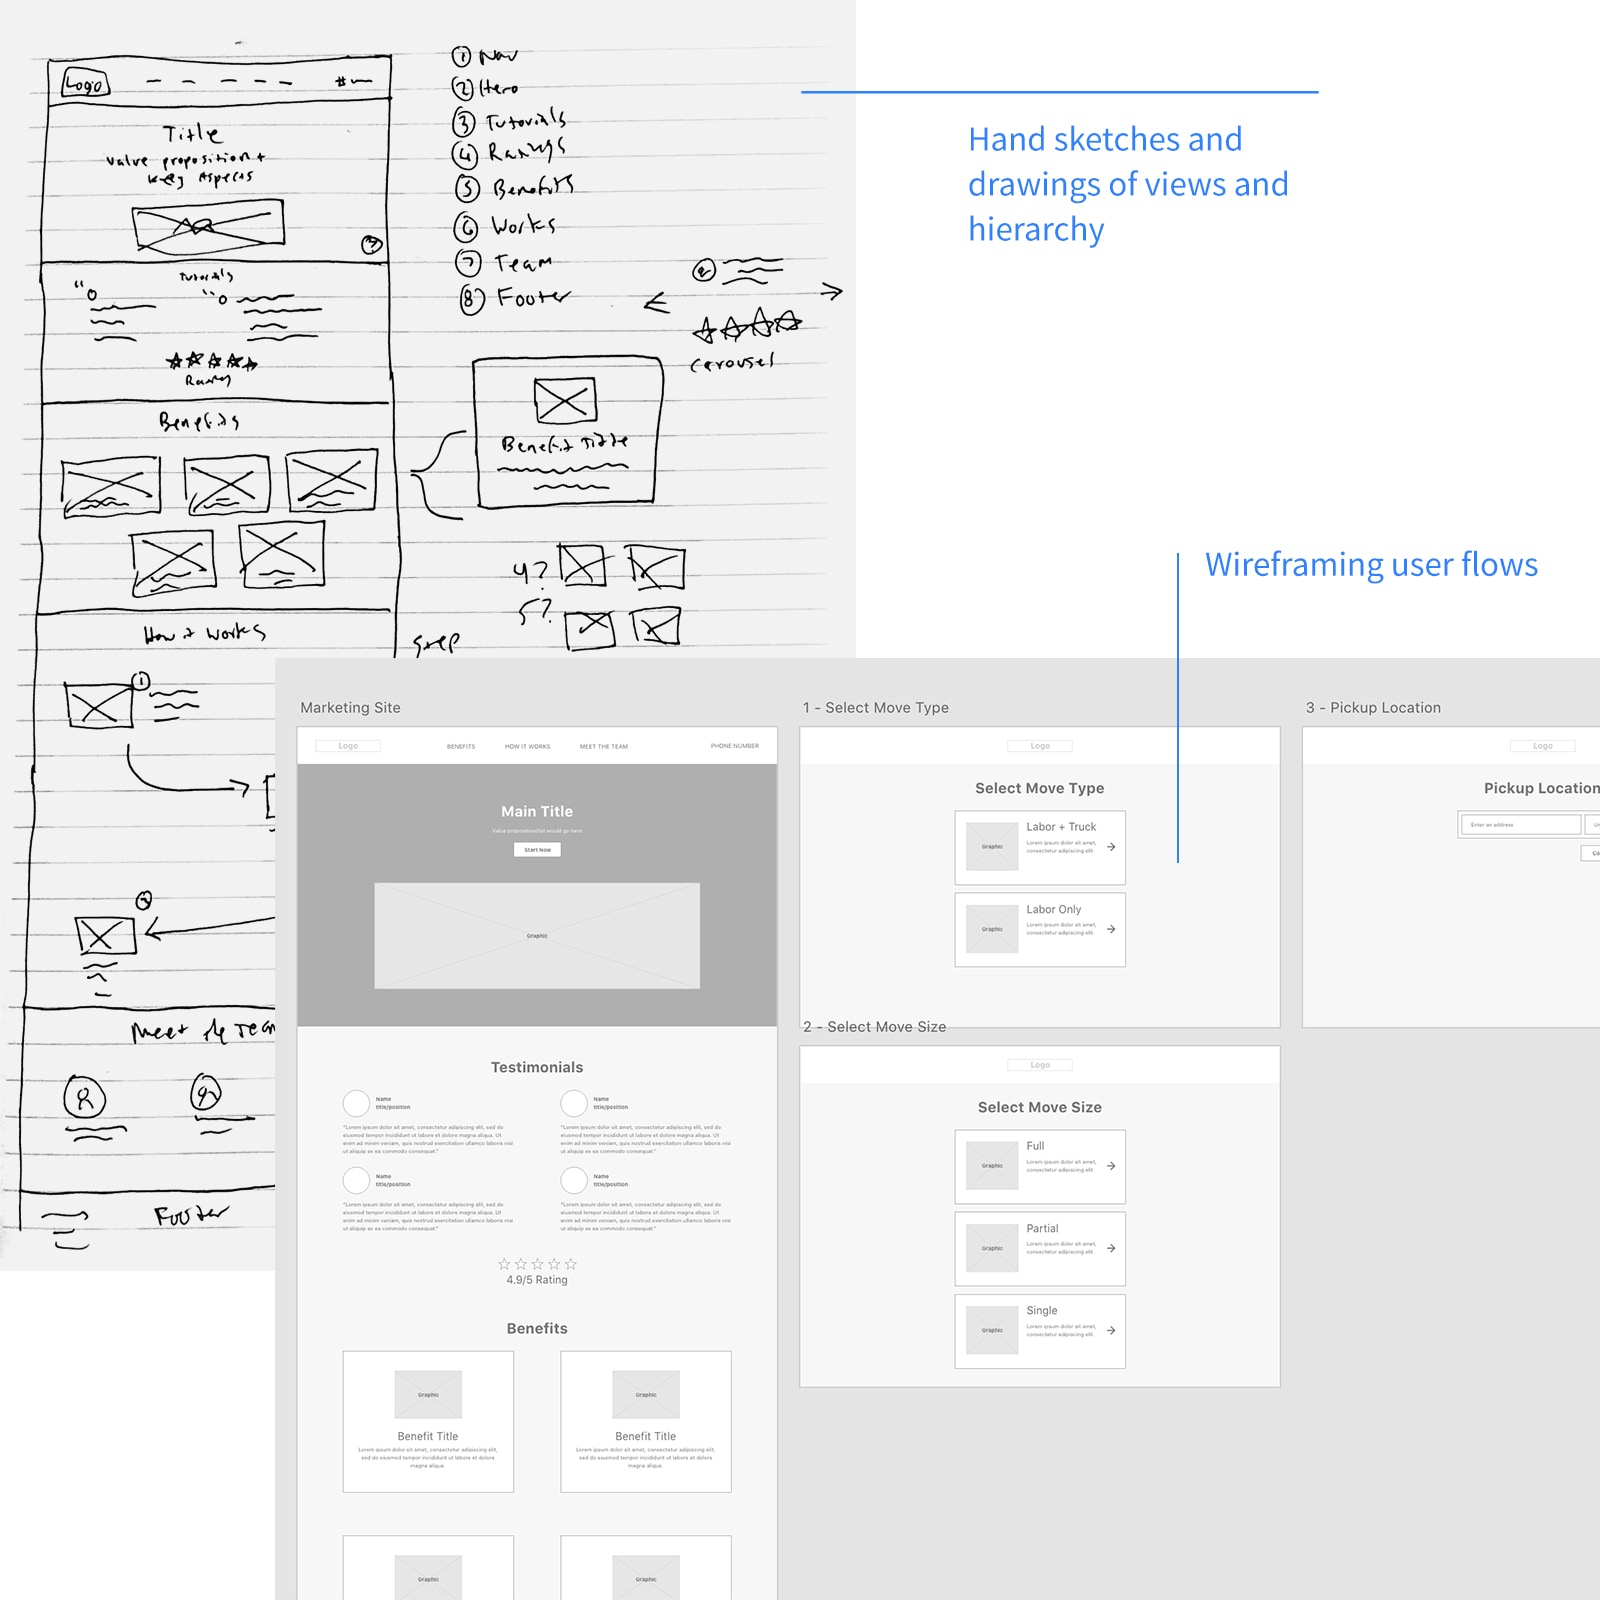 Logo
#
Title
Value proposition +
Key Aspects
Tutorials
Benefits
How it works
1
2
Meet the Team
Footer
1 Nav
2 Hero
3 Tutorials
4 Ratings
5 Benefits
6 Works
7 Team
8 Footer
carousel
Benefit Title
4?
5?
Step
Hand sketches and
drawings of views and
hierarchy
Wireframing user flows
Marketing Site
Logo
BENEFITS
HOW IT WORKS
MEET THE TEAM
PHONE NUMBER
Main Title
Value proposition/list would go here
Start Now
Graphic
Testimonials
Name
title/position
"Lorem ipsum dolor sit amet, consectetur adipiscing elit, sed do
eiusmod tempor incididunt ut labore et dolore magna aliqua. Ut
enim ad minim veniam, quis nostrud exercitation ullamco laboris nisi
ut aliquip ex ea commodo consequat."
Name
title/position
"Lorem ipsum dolor sit amet, consectetur adipiscing elit, sed do
eiusmod tempor incididunt ut labore et dolore magna aliqua. Ut
enim ad minim veniam, quis nostrud exercitation ullamco laboris nisi
ut aliquip ex ea commodo consequat."
Name
title/position
"Lorem ipsum dolor sit amet, consectetur adipiscing elit, sed do
eiusmod tempor incididunt ut labore et dolore magna aliqua. Ut
enim ad minim veniam, quis nostrud exercitation ullamco laboris nisi
ut aliquip ex ea commodo consequat."
Name
title/position
"Lorem ipsum dolor sit amet, consectetur adipiscing elit, sed do
eiusmod tempor incididunt ut labore et dolore magna aliqua. Ut
enim ad minim veniam, quis nostrud exercitation ullamco laboris nisi
ut aliquip ex ea commodo consequat."
4.9/5 Rating
Benefits
Graphic
Benefit Title
Lorem ipsum dolor sit amet, consectetur adipiscing elit,
sed do eiusmod tempor incididunt ut labore et dolore
magna aliqua.
Graphic
Benefit Title
Lorem ipsum dolor sit amet, consectetur adipiscing elit,
sed do eiusmod tempor incididunt ut labore et dolore
magna aliqua.
Graphic
Graphic
1 - Select Move Type
Logo
Select Move Type
Graphic
Labor + Truck
Lorem ipsum dolor sit amet,
consectetur adipiscing elit.
Graphic
Labor Only
Lorem ipsum dolor sit amet,
consectetur adipiscing elit.
2 - Select Move Size
Logo
Select Move Size
Graphic
Full
Lorem ipsum dolor sit amet,
consectetur adipiscing elit.
Graphic
Partial
Lorem ipsum dolor sit amet,
consectetur adipiscing elit.
Graphic
Single
Lorem ipsum dolor sit amet,
consectetur adipiscing elit.
3 - Pickup Location
Logo
Pickup Location
Enter an address